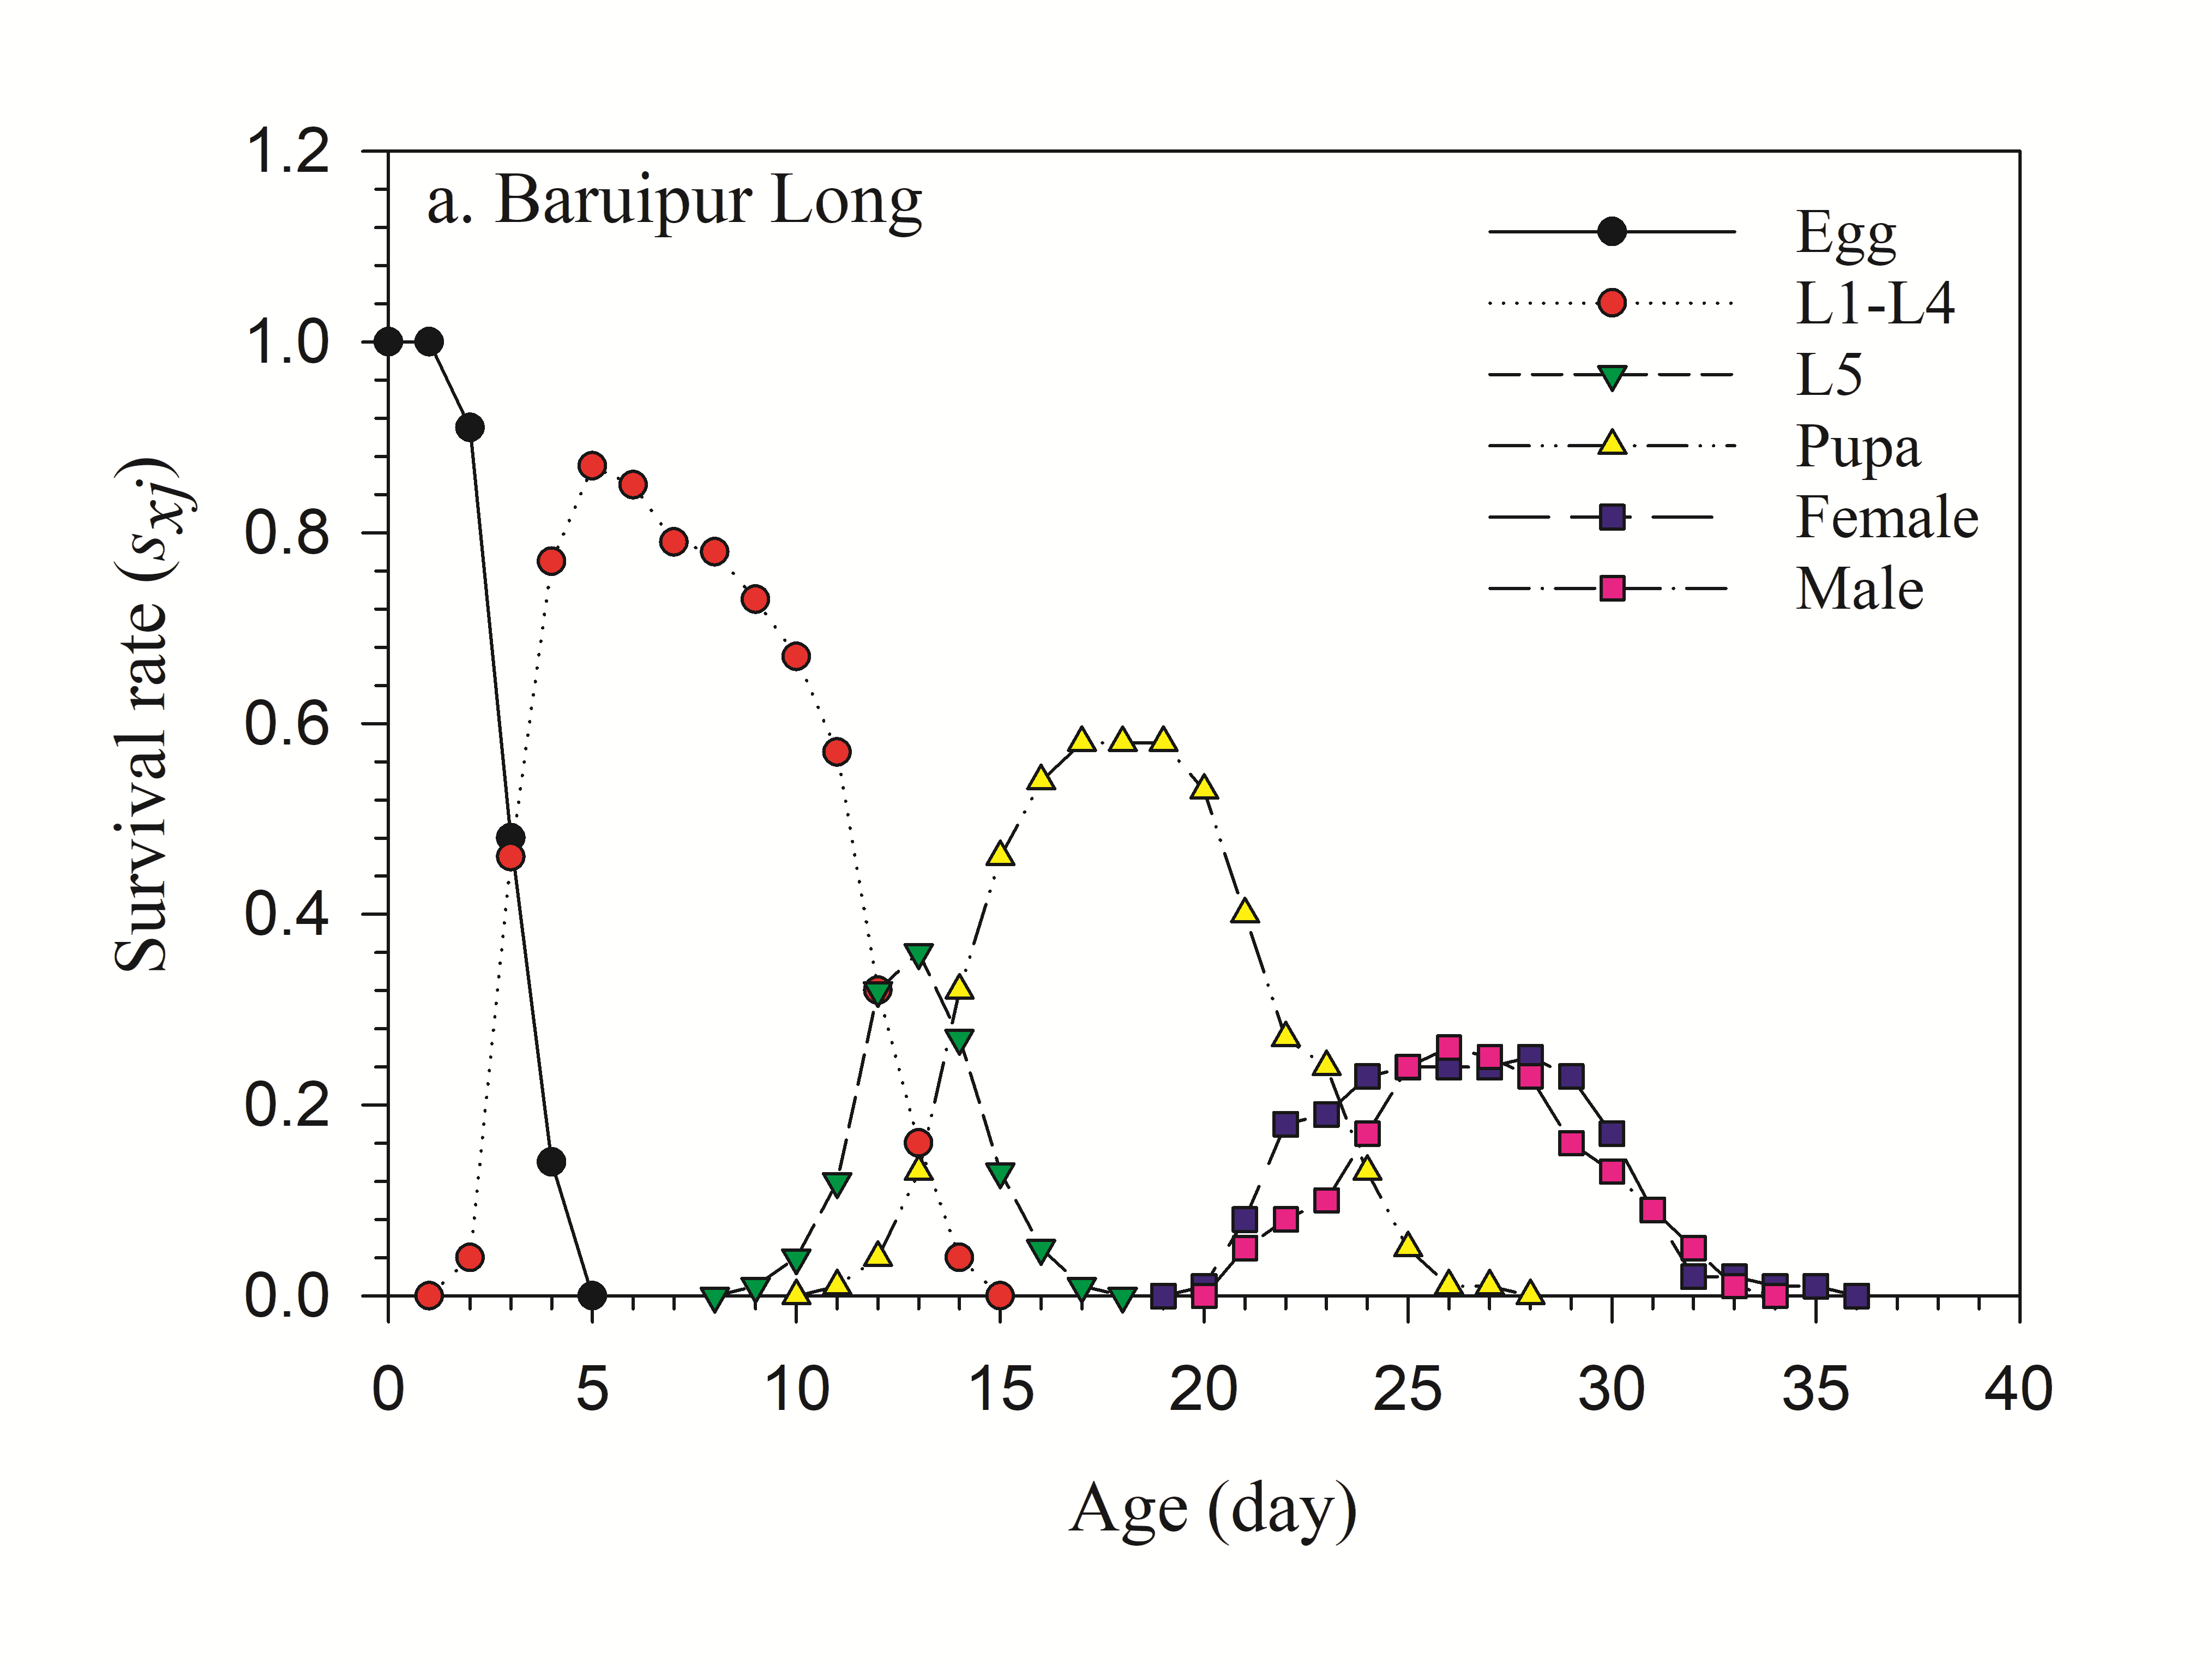 a. Baruipur Long
Egg
L1-L4
L5
Pupa
Female
Male
Survival rate (sxj)
1.2
1.0
0.8
0.6
0.4
0.2
0.0
0 5 10 15 20 25 30 35 40
Age (day)